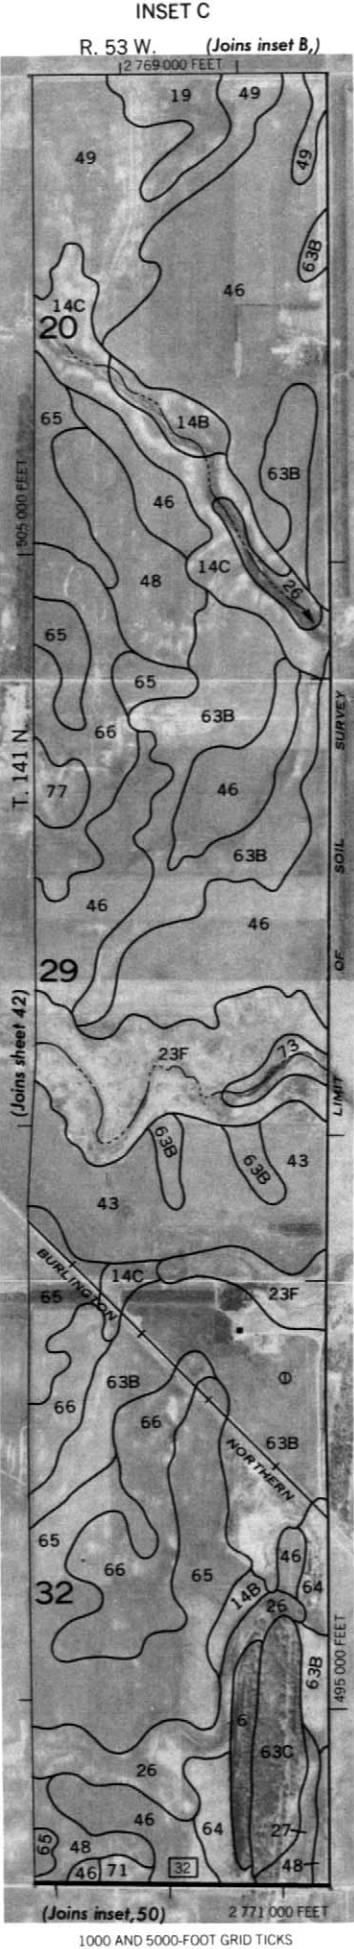 INSET C
R. 53 W. (Joins inset B,)
2 769 000 FEET
19
49
49
49
63B
46
14C
20
14B
65
63B
46
905 000 FEET
14C
48
26
65
65
63B
SURVEY
66
T. 141 N.
77
46
63B
SOIL
46
46
OF
29
(Joins sheet 42)
73
23F
LIMIT
63B
63B
43
43
BURLINGTON
14C
23F
65
63B
66
66
63B
NORTHERN
65
46
66
65
64
32
14B
26
63B
495 000 FEET
6
63C
26
46
64
27
65
48
46
71
32
48
(Joins inset,50) 2 771 000 FEET
1000 AND 5000-FOOT GRID TICKS